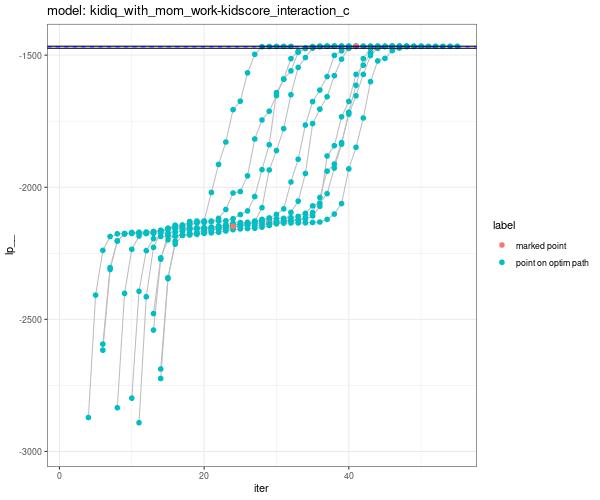 model: kidiq_with_mom_work-kidscore_interaction_c
-1500
-2000
-2500
-3000
lp__
0
20
40
iter
label
marked point
point on optim path